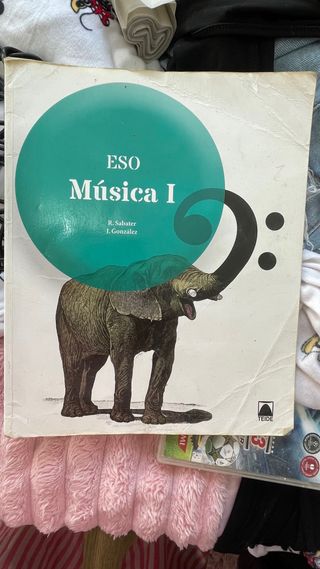 ESO
Música I
R. Sabater
J. González
TEIDE